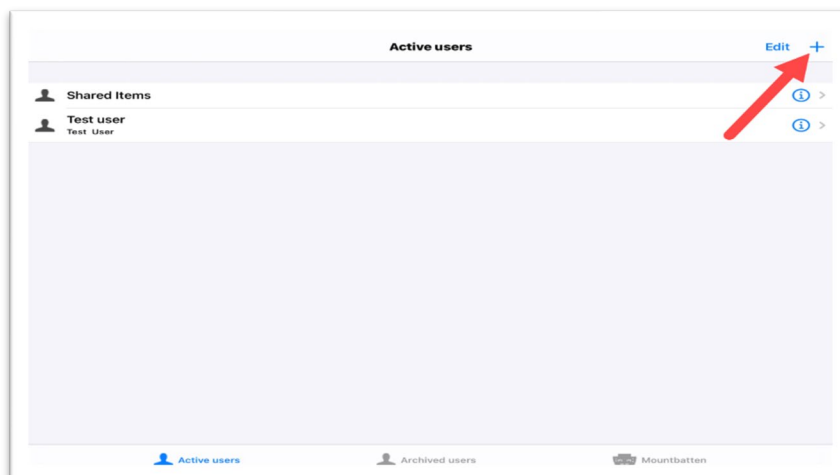 Active users
Edit +
Shared Items
Test user
Test User
Active users
Archived users
Mountbatten